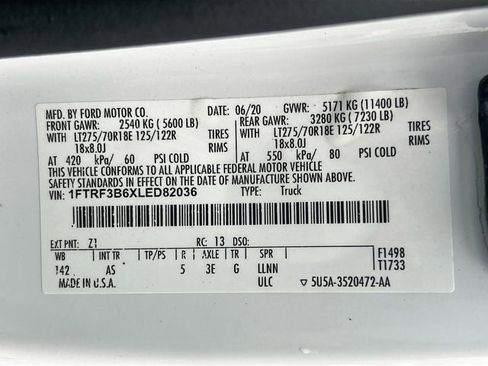 MFD. BY FORD MOTOR CO. DATE: 06/20 GVWR: 5171 KG (11400 LB)
FRONT GAWR: 2540 KG (5600 LB) REAR GAWR: 3280 KG (7230 LB)
WITH LT275/70R18E 125/122R TIRES WITH LT275/70R18E 125/122R TIRES
18x8.0J RIMS 18x8.0J RIMS
AT 420 kPa/ 60 PSI COLD AT 550 kPa/ 80 PSI COLD
THIS VEHICLE CONFORMS TO ALL APPLICABLE FEDERAL MOTOR VEHICLE
SAFETY STANDARDS IN EFFECT ON THE DATE OF MANUFACTURE SHOWN ABOVE.
VIN: 1FTRF3B6XLED82036 TYPE: Truck
EXT PNT: Z1 RC: 13 DSO:
WB INT TR TP/PS R AXLE TR SPR F1498
142 AS 5 3E G LLNN T1733
MADE IN U.S.A. ULC ▽ 5U5A-3520472-AA